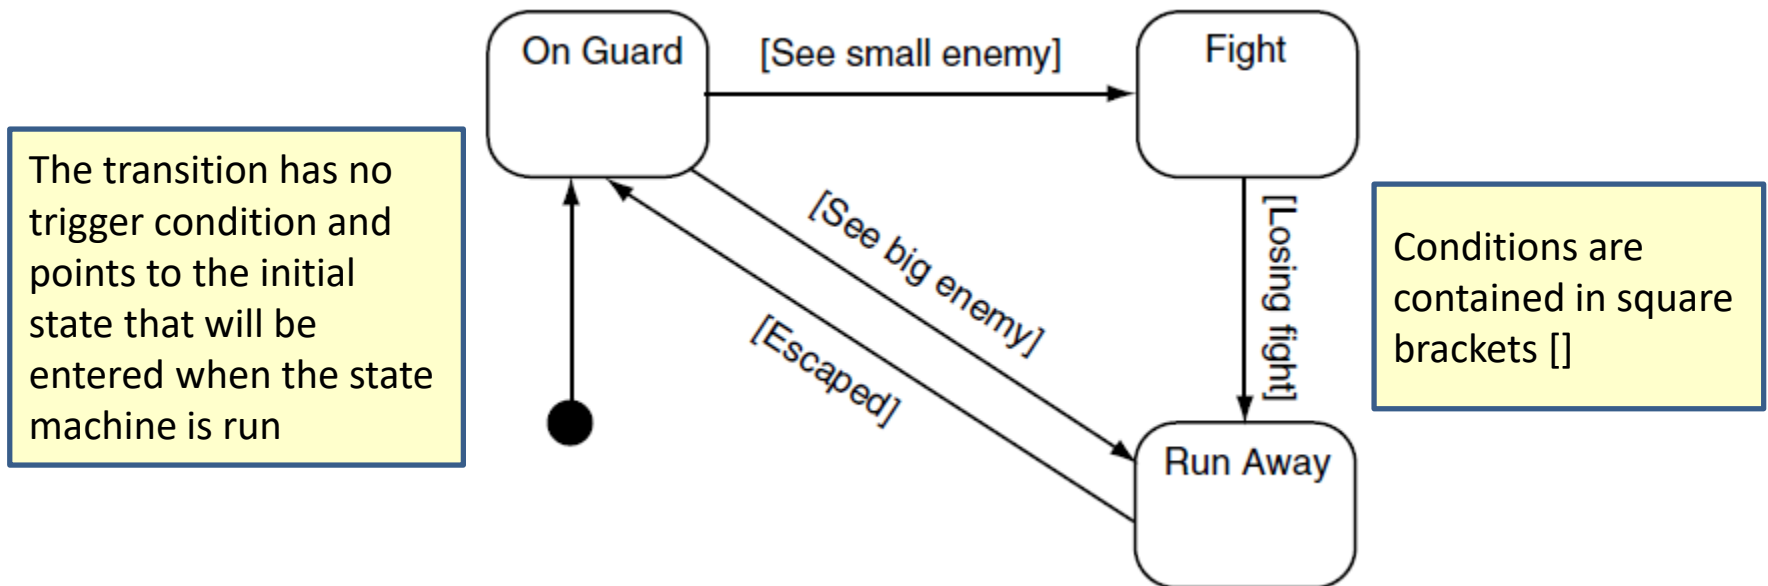 On Guard
[See small enemy]
Fight
The transition has no
trigger condition and
points to the initial
state that will be
entered when the state
machine is run
[See big enemy]
[Escaped]
[Losing fight]
Conditions are
contained in square
brackets []
Run Away